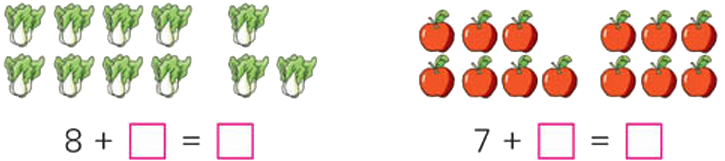 8 + □ = □
7 + □ = □